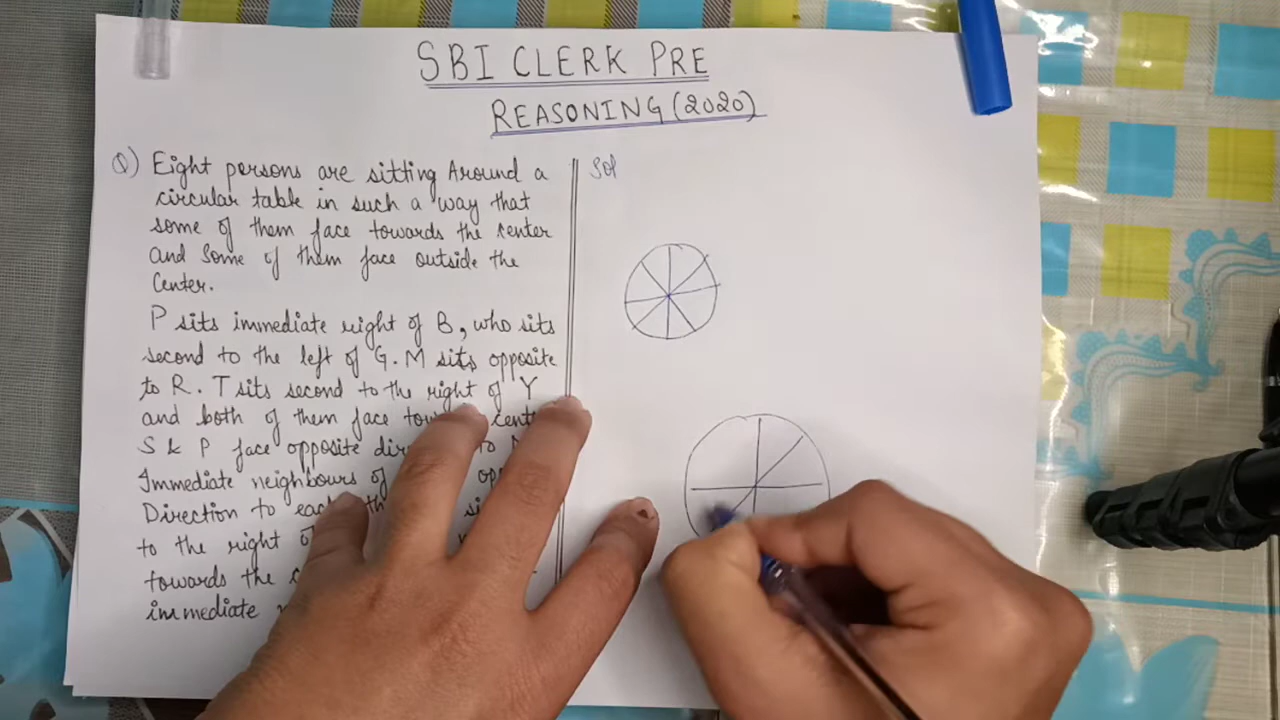 SBI CLERK PRE
REASONING (2020)
Q) Eight persons are sitting Around a
circular table in such a way that
some of them face towards the center
and some of them face outside the
Center.
P sits immediate right of B, who sits
second to the left of G. M sits opposite
to R. T sits second to the right of Y
and both of them face
S & P face opposite to
Immediate neighbours of
Direction to
to the right
towards the
immediate
Sol